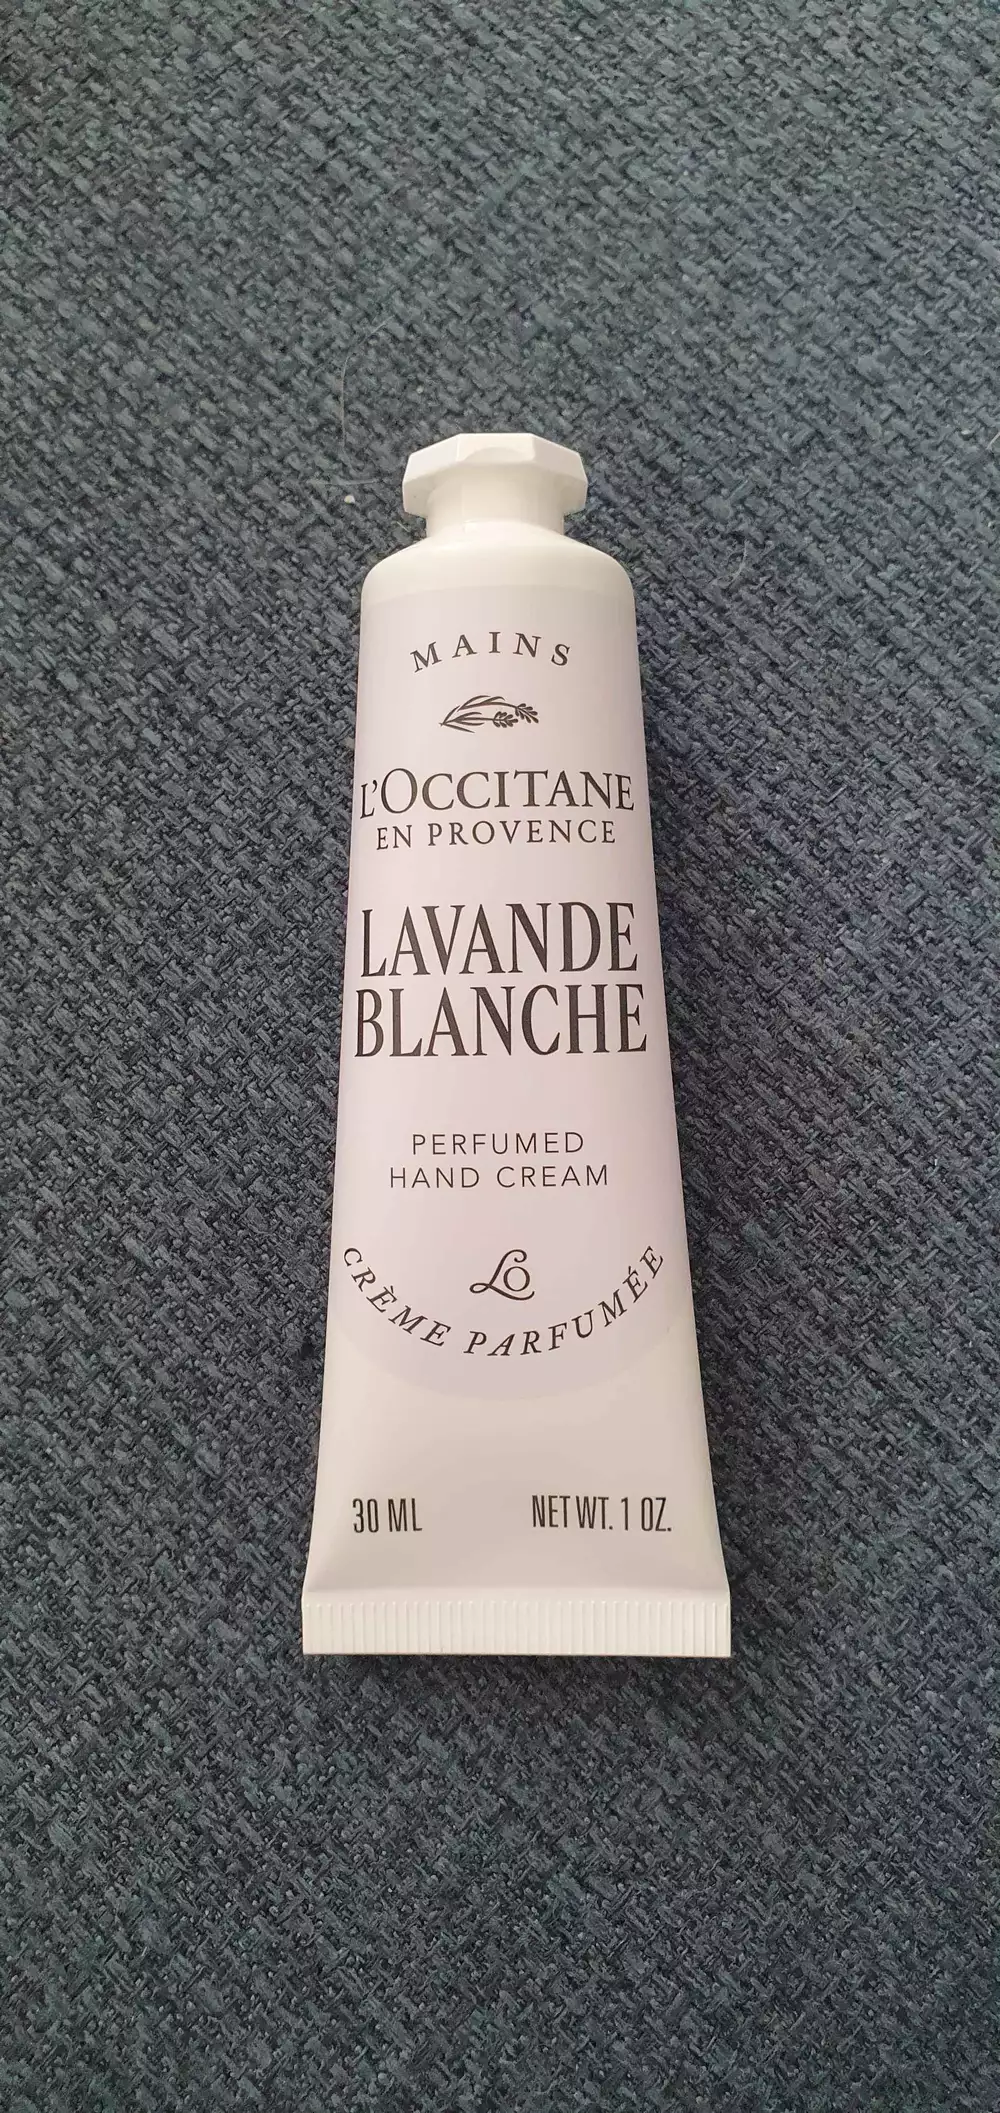 MAINS
L'OCCITANE
EN PROVENCE
LAVANDE
BLANCHE
PERFUMED
HAND CREAM
LO
CRÈME PARFUMÉE
30 ML NET WT. 1 OZ.